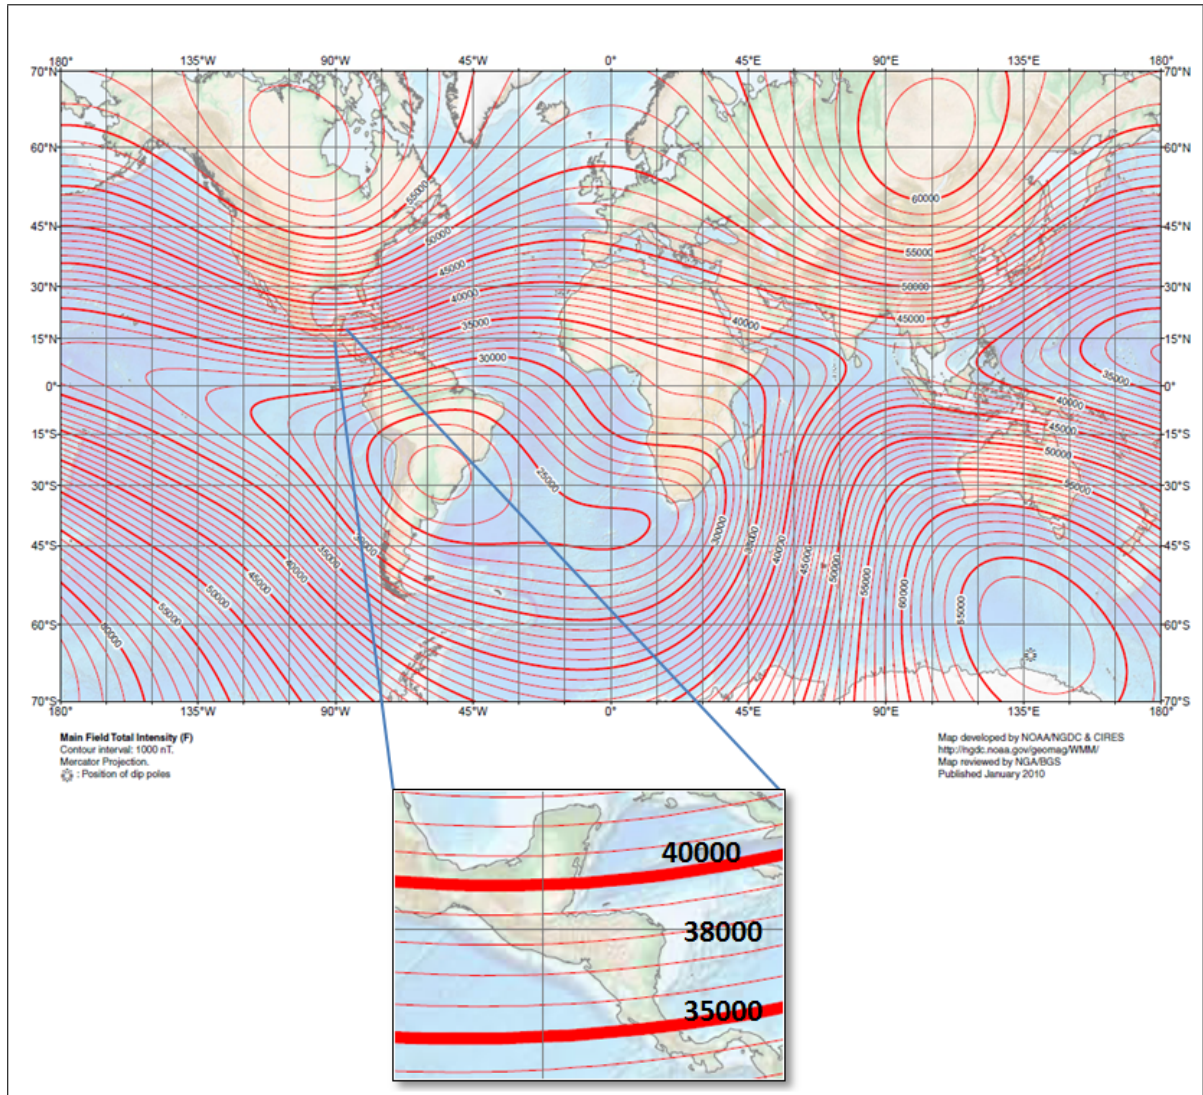 180° 135°W 90°W 45°W 0° 45°E 90°E 135°E 180°
70°N 70°N
60°N 60°N
60000
55000
50000
45°N 45°N
55000
45000
30°N 50000 30°N
40000
45000
35000 40000
15°N 15°N
30000
35000
0° 0°
40000
45000
15°S 15°S
50000
25000
55000
30°S 30°S
30000 35000
45°S 45°S
35000 40000 45000 50000 55000 60000 65000
40000
45000
50000
55000
60°S 60°S
60000
70°S 70°S
180° 135°W 90°W 45°W 0° 45°E 90°E 135°E 180°
Main Field Total Intensity (F)
Contour interval: 1000 nT.
Mercator Projection.
: Position of dip poles
Map developed by NOAA/NGDC & CIRES
http://ngdc.noaa.gov/geomag/WMM/
Map reviewed by NGA/BGS
Published January 2010
40000
38000
35000